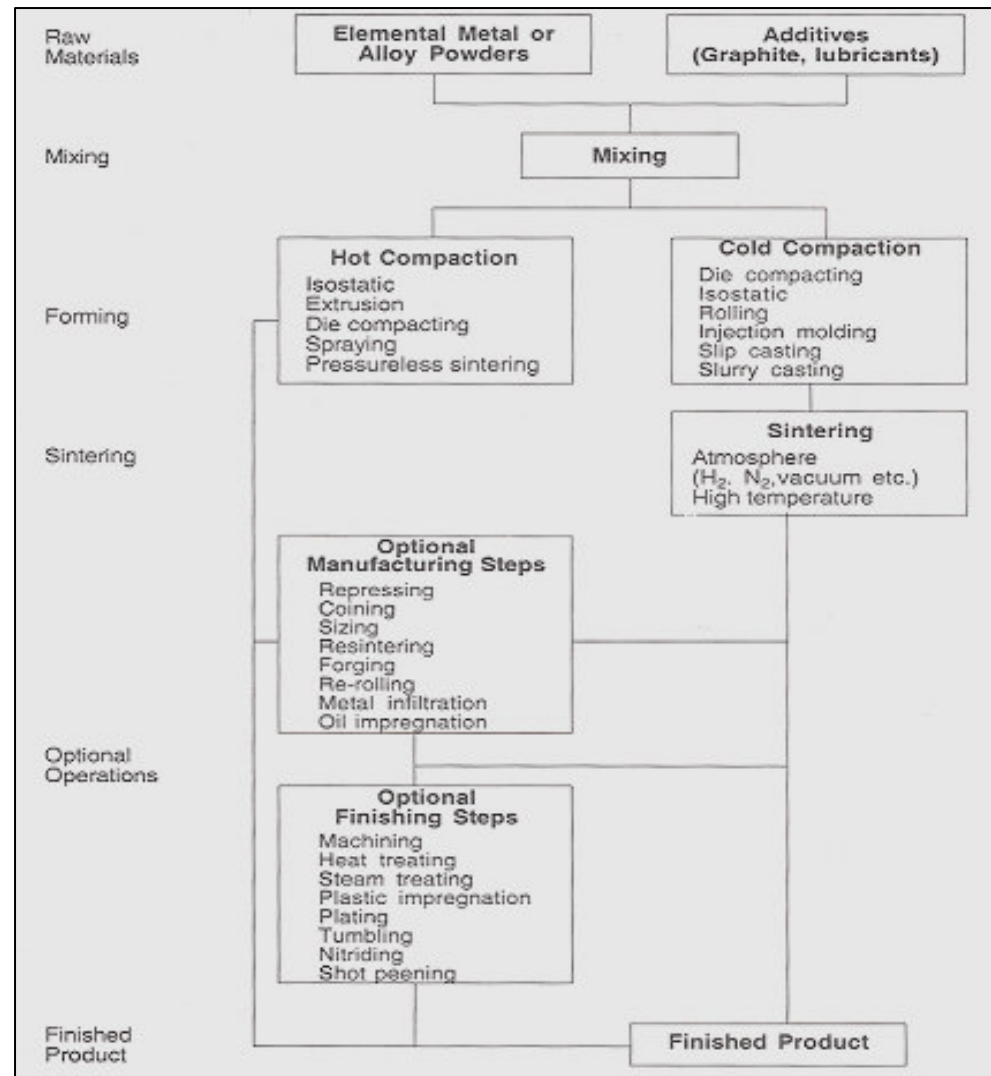 Raw
Materials
Elemental Metal or
Alloy Powders
Additives
(Graphite, lubricants)
Mixing
Mixing
Forming
Hot Compaction
Isostatic
Extrusion
Die compacting
Spraying
Pressureless sintering
Cold Compaction
Die compacting
Isostatic
Rolling
Injection molding
Slip casting
Slurry casting
Sintering
Sintering
Atmosphere
(H₂. N₂,vacuum etc.)
High temperature
Optional
Manufacturing Steps
Repressing
Coining
Sizing
Resintering
Forging
Re-rolling
Metal infiltration
Oil impregnation
Optional
Operations
Optional
Finishing Steps
Machining
Heat treating
Steam treating
Plastic impregnation
Plating
Tumbling
Nitriding
Shot peening
Finished
Product
Finished Product